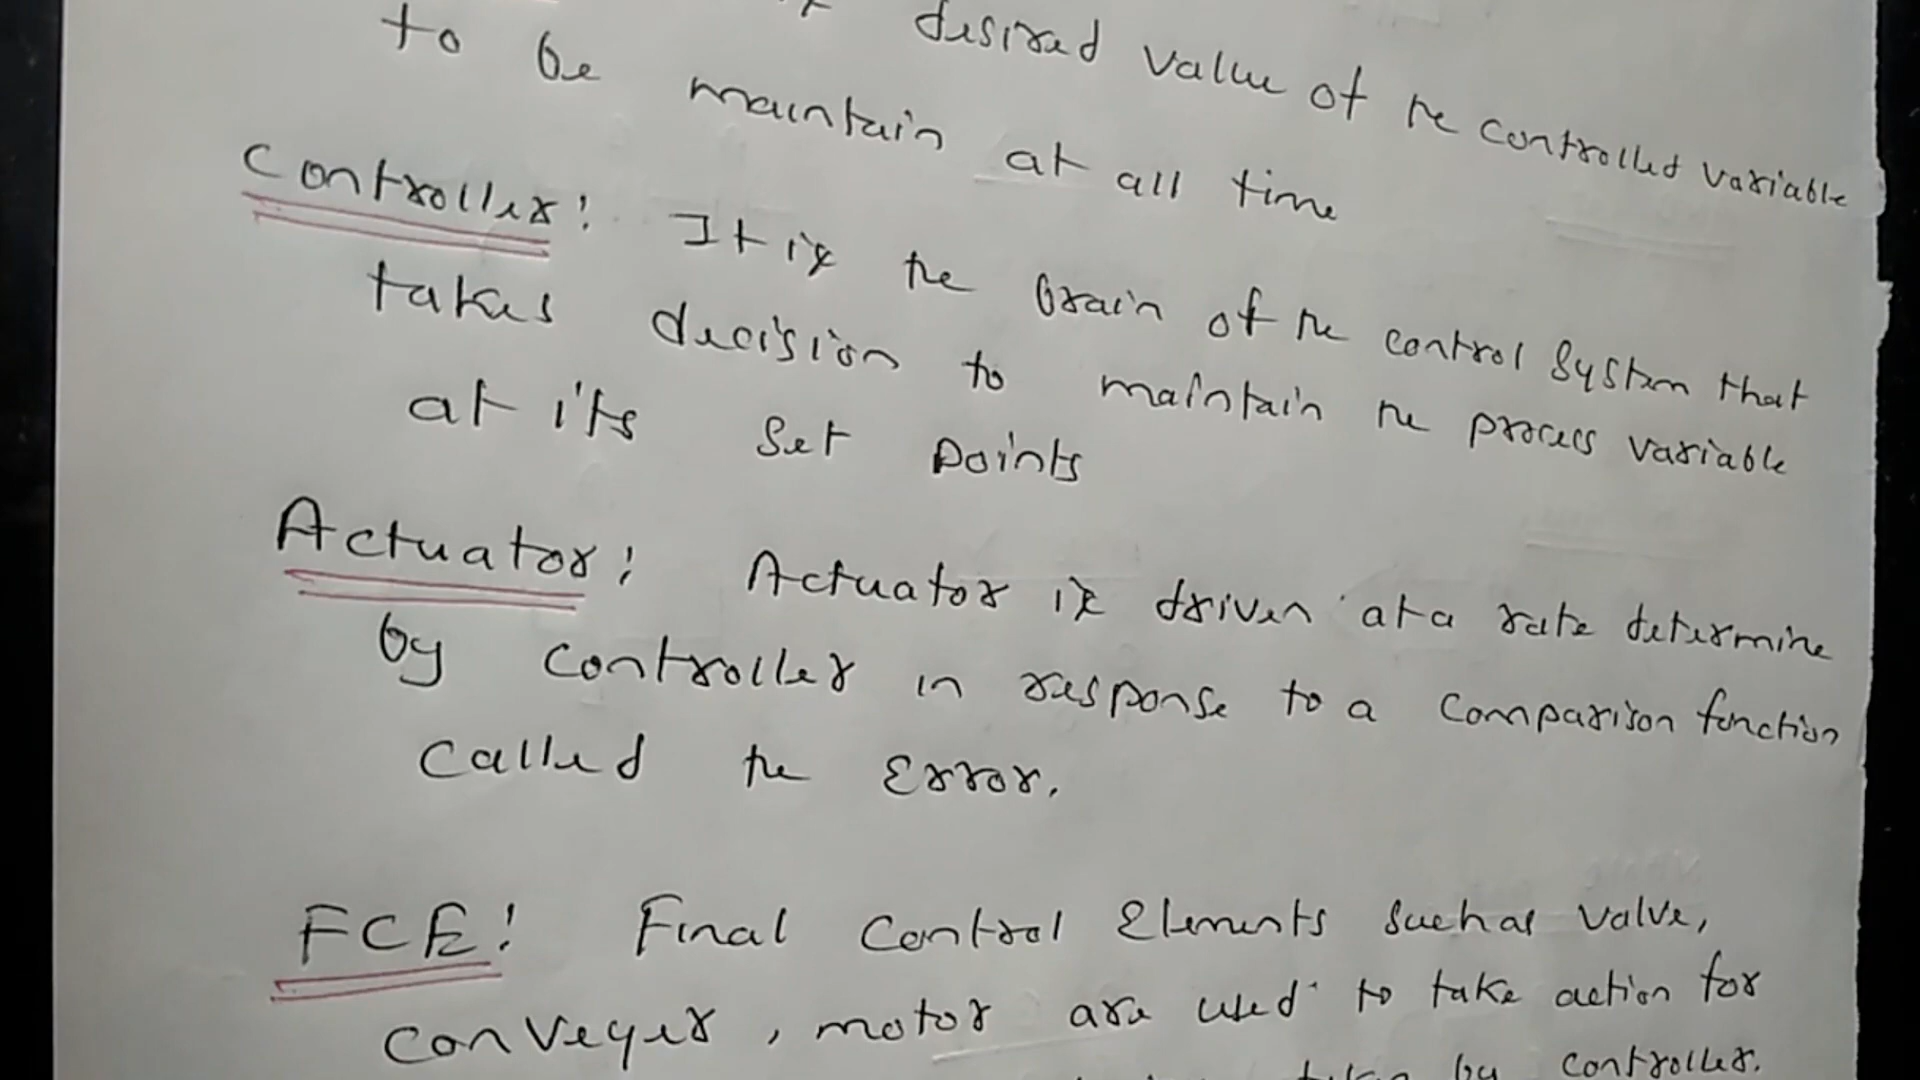 desired value of the controlled variable
to be maintain at all time
Controller: It is the brain of the control System that
takes decision to maintain the process variable
at its Set points
Actuator: Actuator is driven at a rate determine
by controller in response to a comparison function
called the Error.
FCE: Final Control Elements Such as valve,
conveyer, motor are used to take action for
by controller.